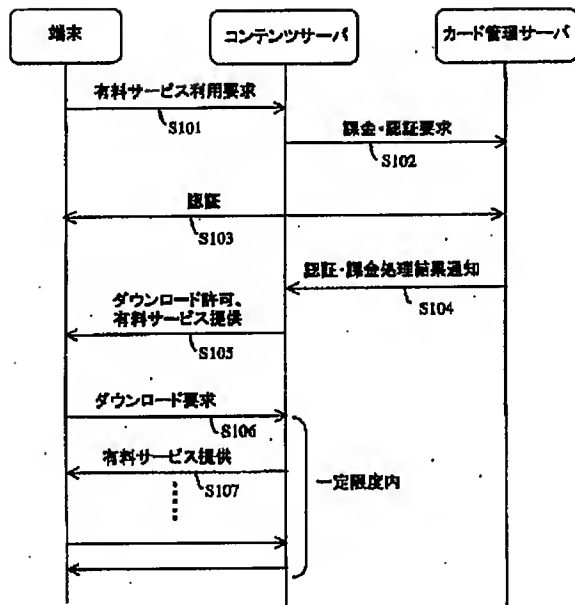 端末
コンテンツサーバ
カード管理サーバ
有料サービス利用要求
S101
課金・認証要求
S102
認証
S103
認証・課金処理結果通知
S104
ダウンロード許可、
有料サービス提供
S105
ダウンロード要求
S106
有料サービス提供
S107
一定限度内